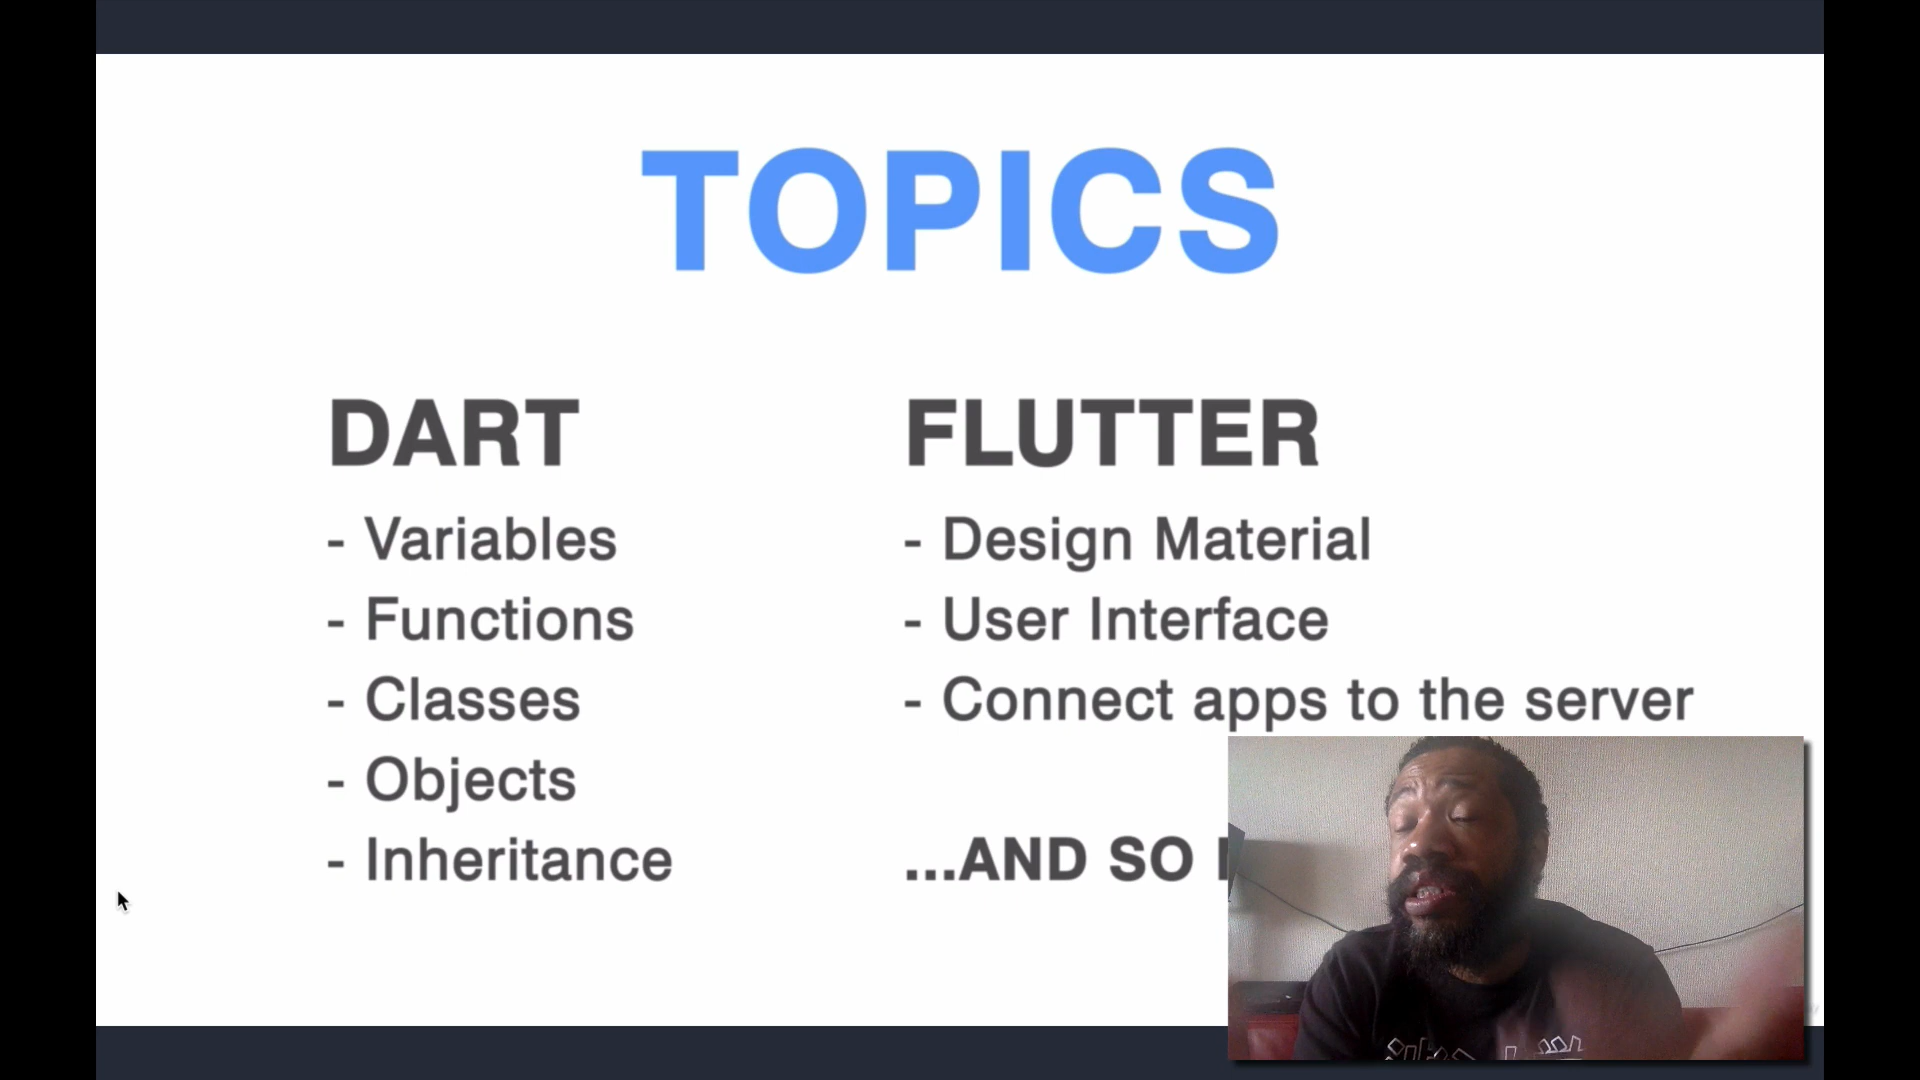 TOPICS
DART
- Variables
- Functions
- Classes
- Objects
- Inheritance
FLUTTER
- Design Material
- User Interface
- Connect apps to the server
...AND SO